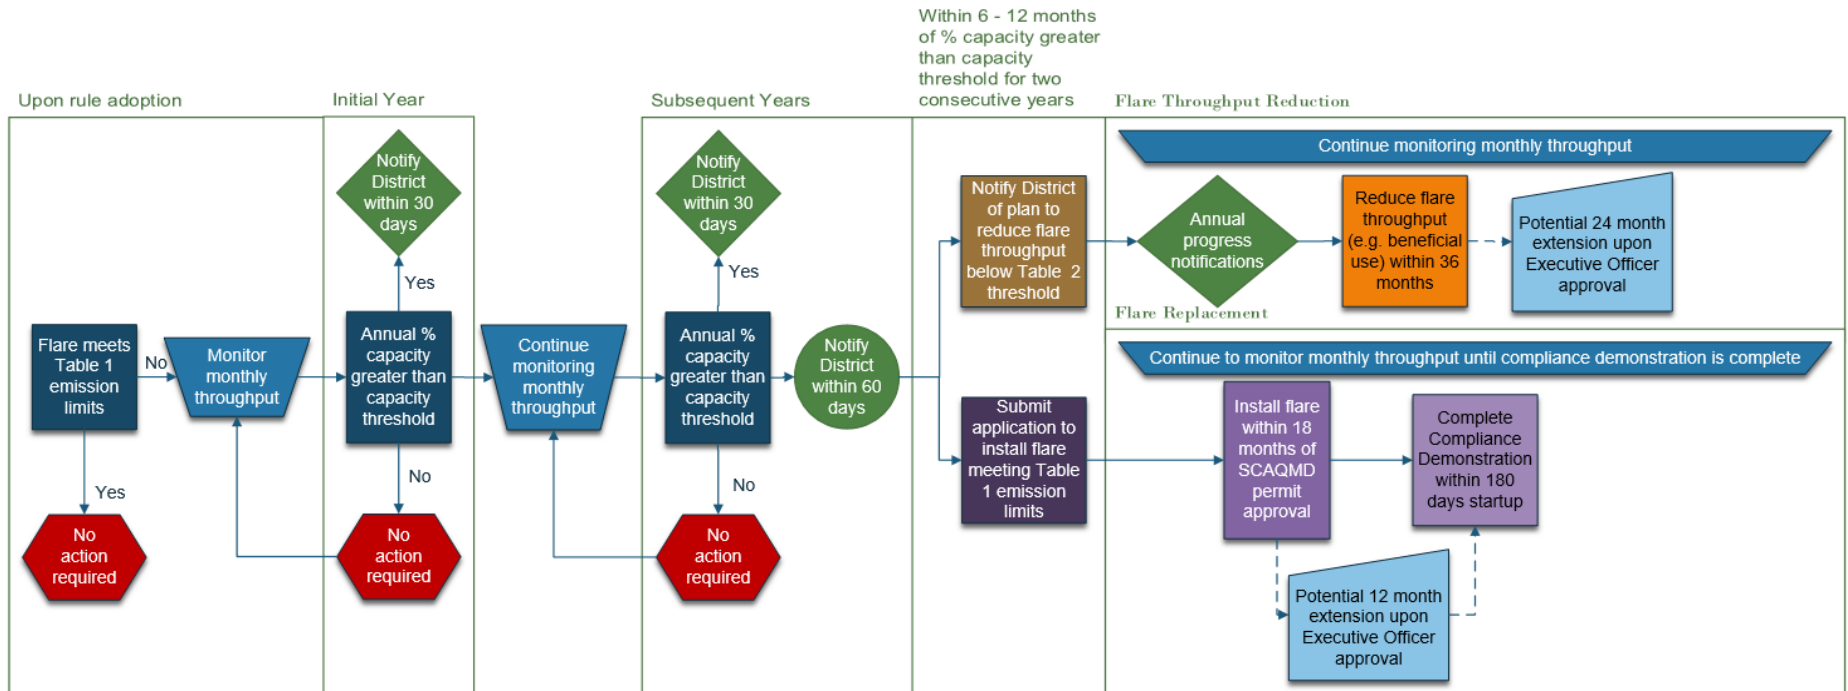 Upon rule adoption
Flare meets
Table 1
emission
limits
No
Yes
No
action
required
Monitor
monthly
throughput
Initial Year
Notify
District
within 30
days
Yes
Annual %
capacity
greater than
capacity
threshold
No
No
action
required
Continue
monitoring
monthly
throughput
Subsequent Years
Notify
District
within 30
days
Yes
Annual %
capacity
greater than
capacity
threshold
No
No
action
required
Notify
District
within 60
days
Within 6 - 12 months
of % capacity greater
than capacity
threshold for two
consecutive years
Notify District
of plan to
reduce flare
throughput
below Table 2
threshold
Submit
application to
install flare
meeting Table
1 emission
limits
Flare Throughput Reduction
Continue monitoring monthly throughput
Annual
progress
notifications
Reduce flare
throughput
(e.g. beneficial
use) within 36
months
Potential 24 month
extension upon
Executive Officer
approval
Flare Replacement
Continue to monitor monthly throughput until compliance demonstration is complete
Install flare
within 18
months of
SCAQMD
permit
approval
Complete
Compliance
Demonstration
within 180
days startup
Potential 12 month
extension upon
Executive Officer
approval